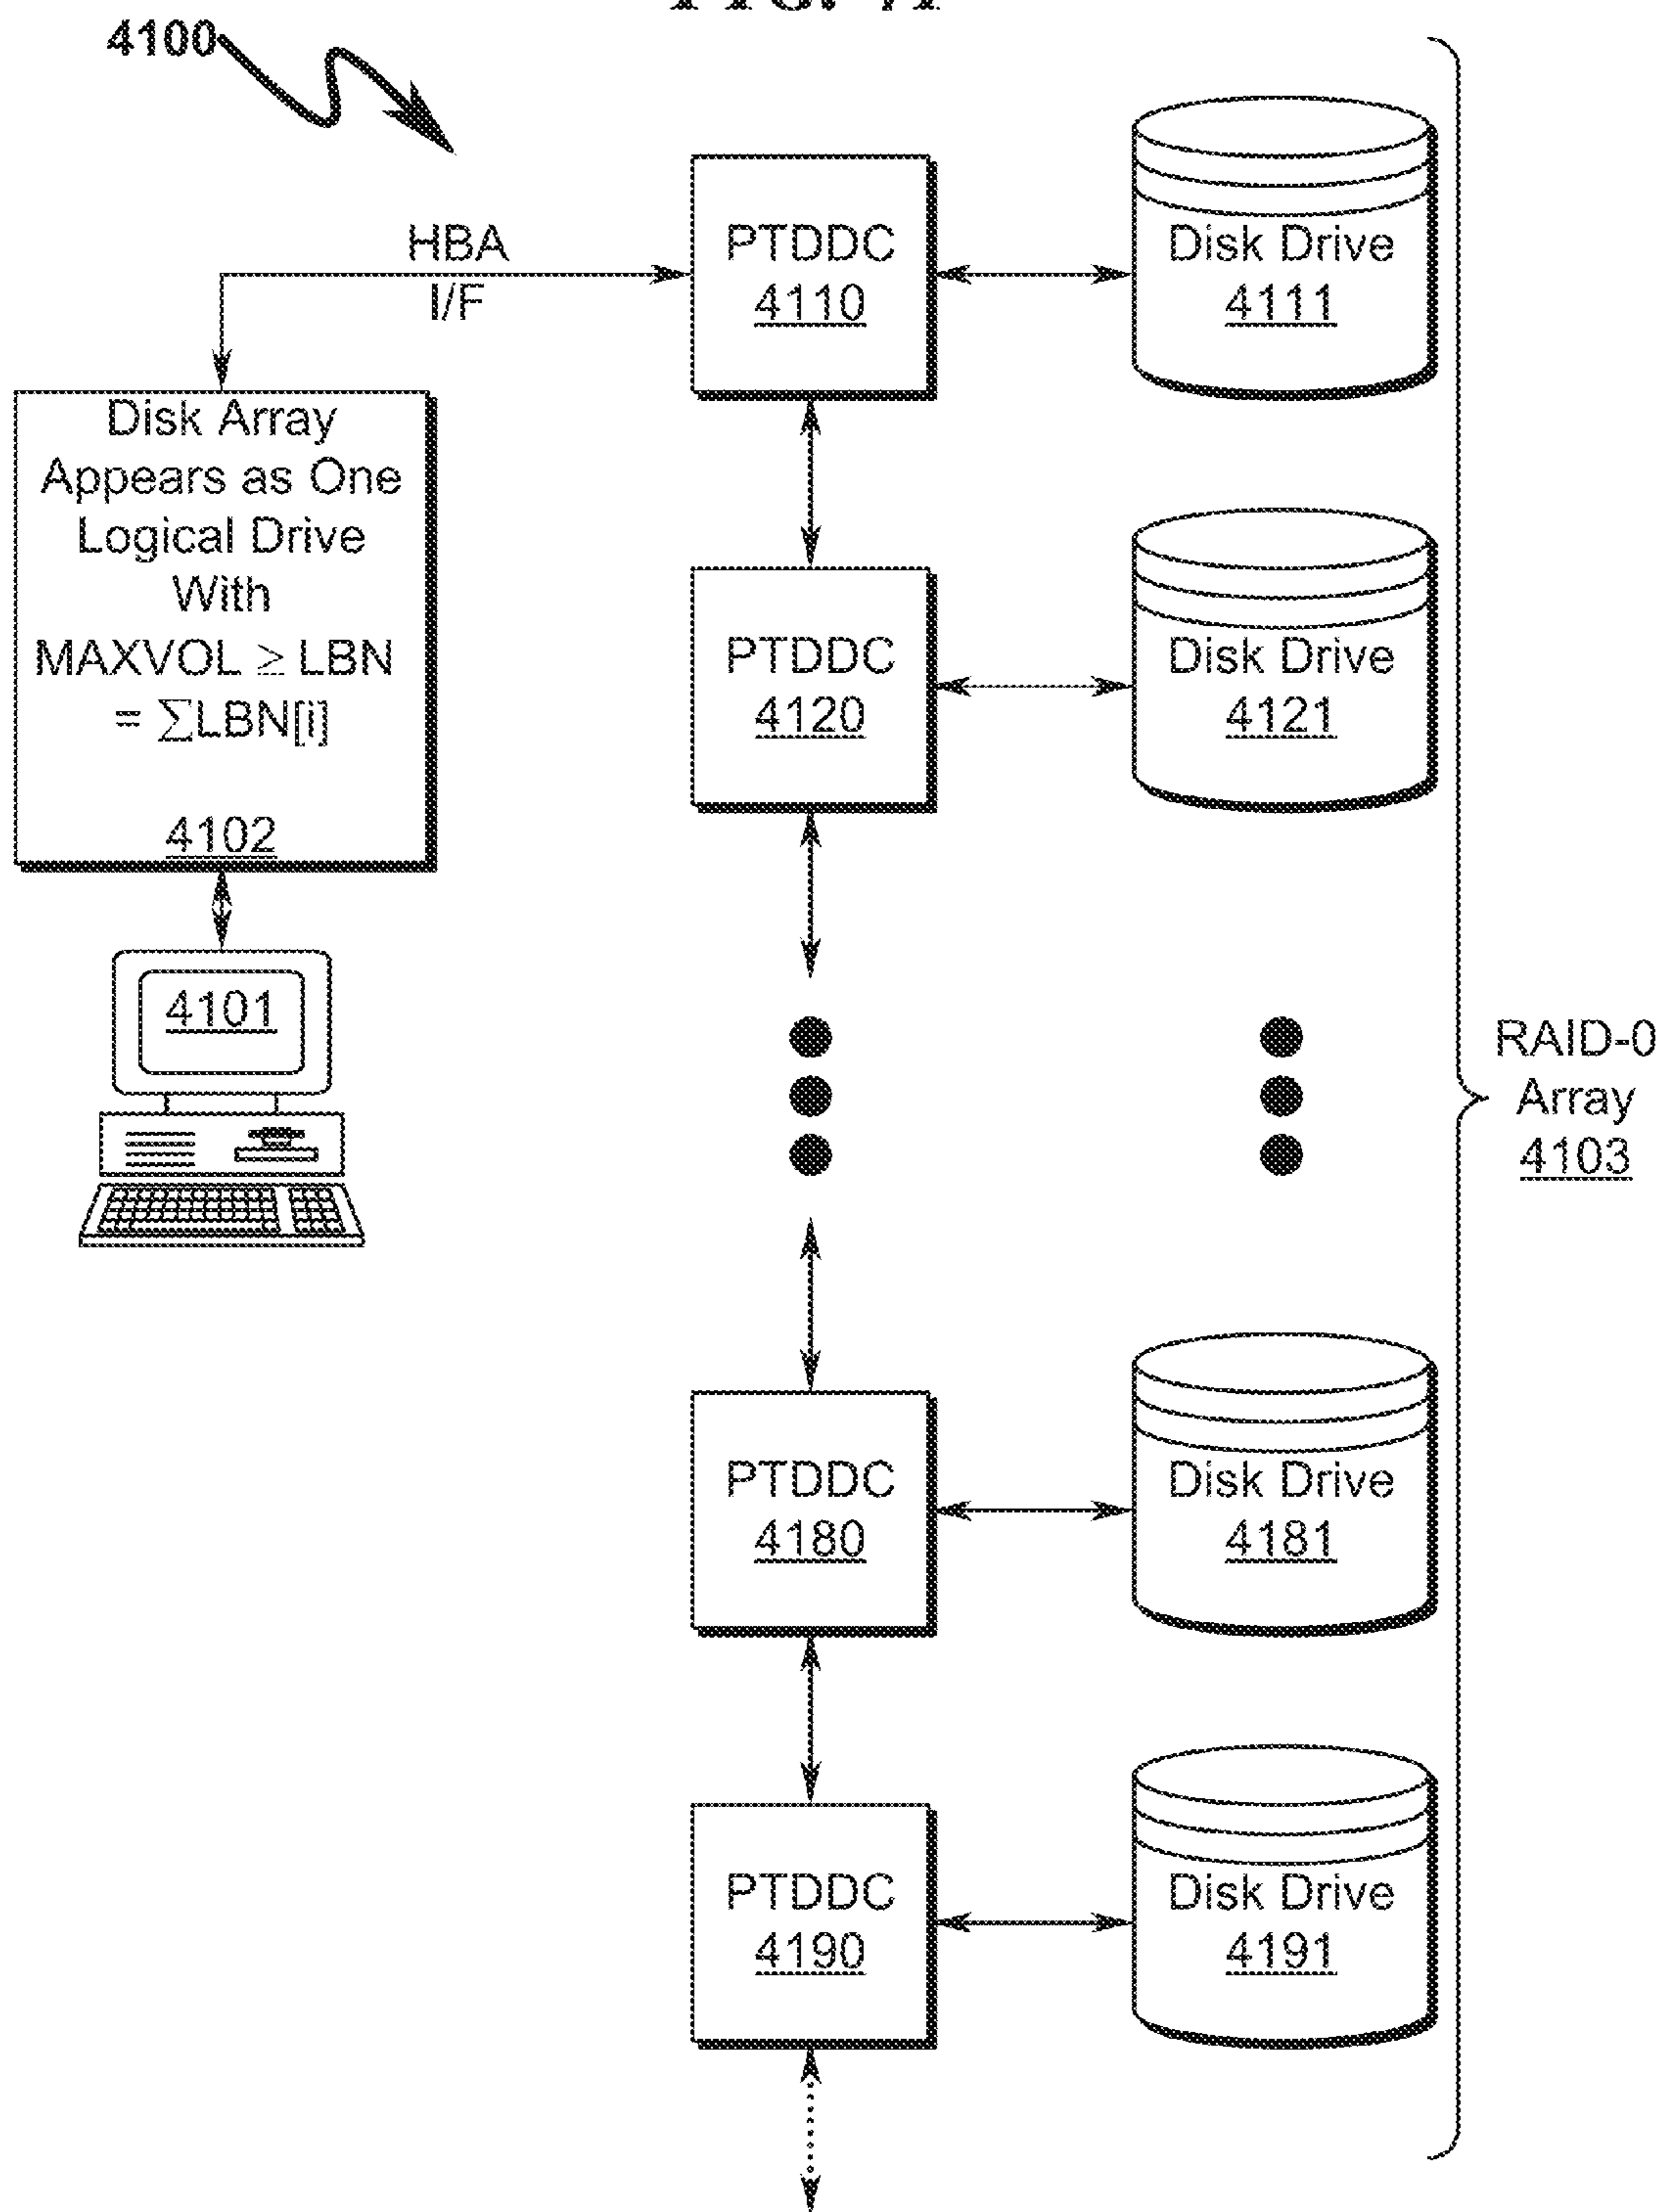 4100
HBA
I/F
PTDDC
4110
Disk Drive
4111
Disk Array
Appears as One
Logical Drive
With
MAXVOL ≥ LBN
= ∑LBN[i]
4102
PTDDC
4120
Disk Drive
4121
4101
RAID-0
Array
4103
PTDDC
4180
Disk Drive
4181
PTDDC
4190
Disk Drive
4191